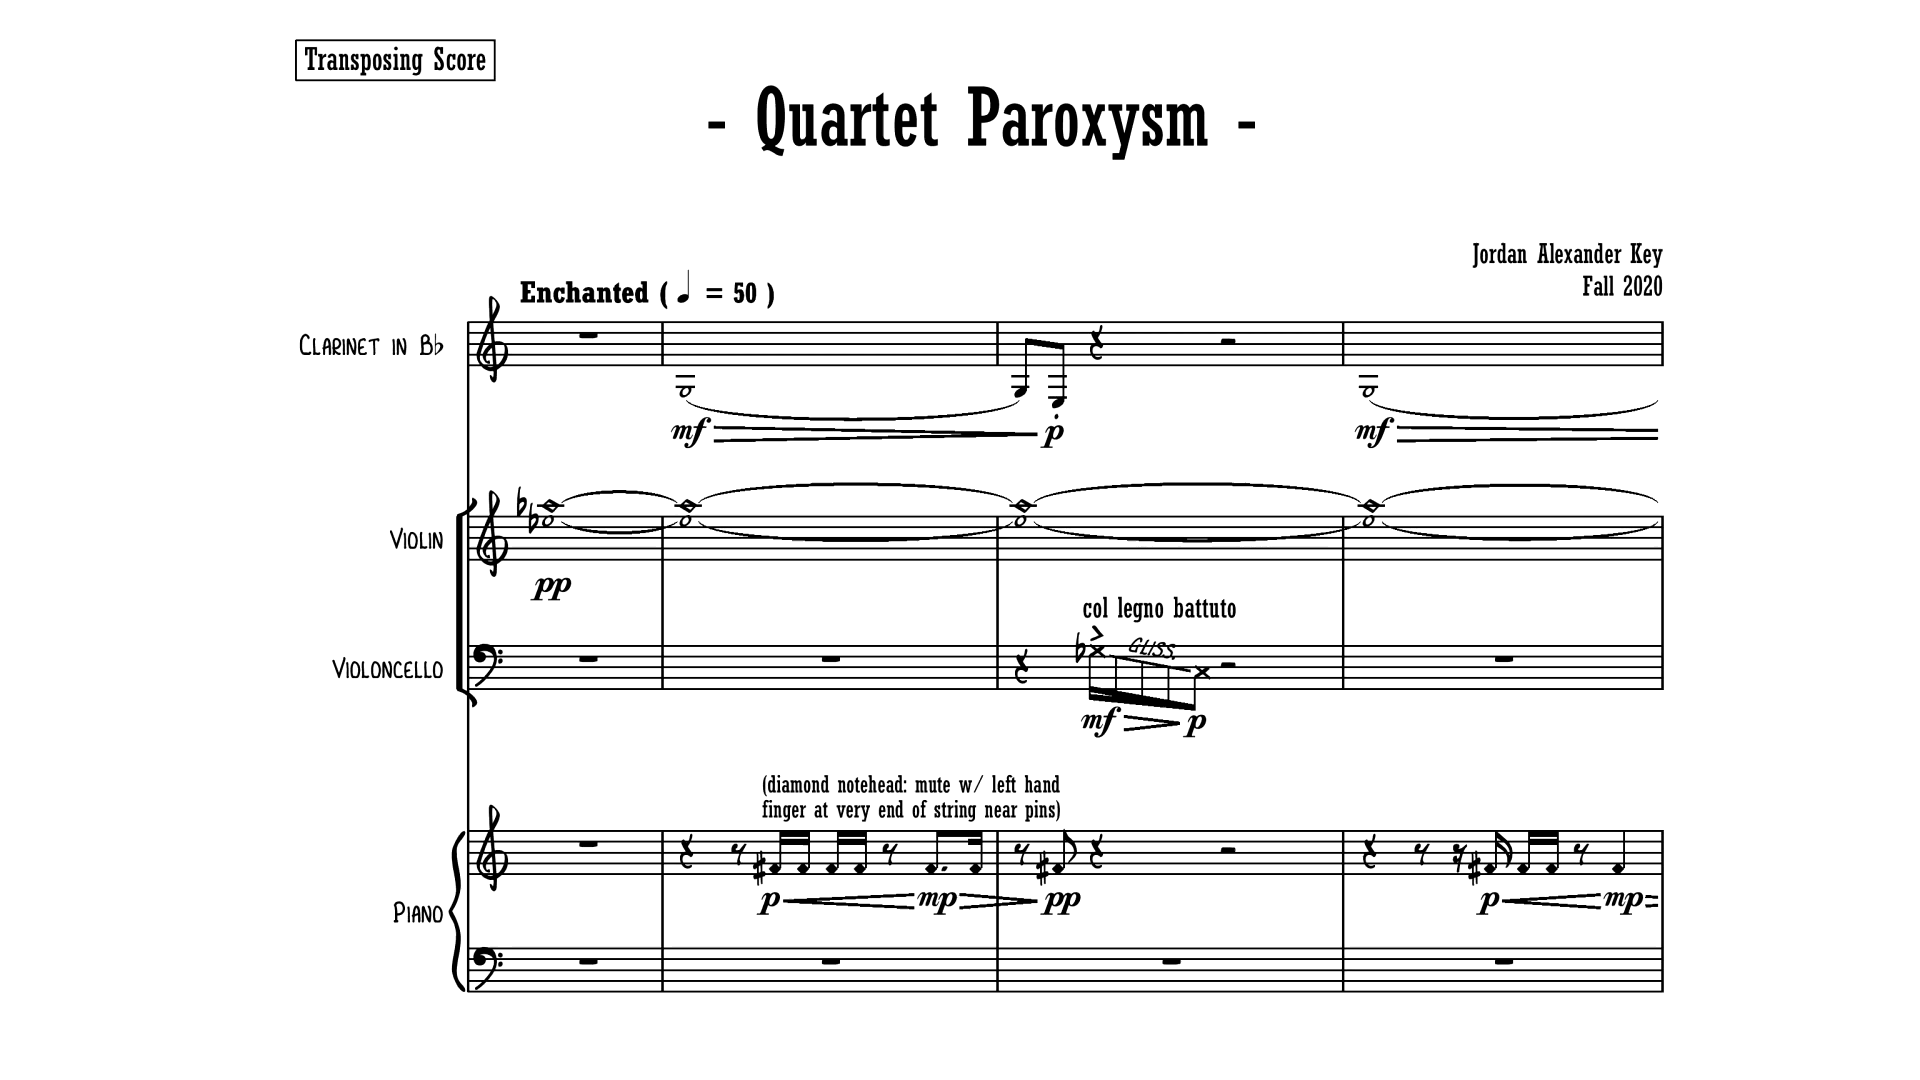 Transposing Score
- Quartet Paroxysm -
Jordan Alexander Key
Fall 2020
Enchanted ( ♩ = 50 )
Clarinet in B♭
mf p mf
Violin
pp
col legno battuto
GLISS.
Violoncello
mf p
(diamond notehead: mute w/ left hand
finger at very end of string near pins)
p mp pp p mp
Piano